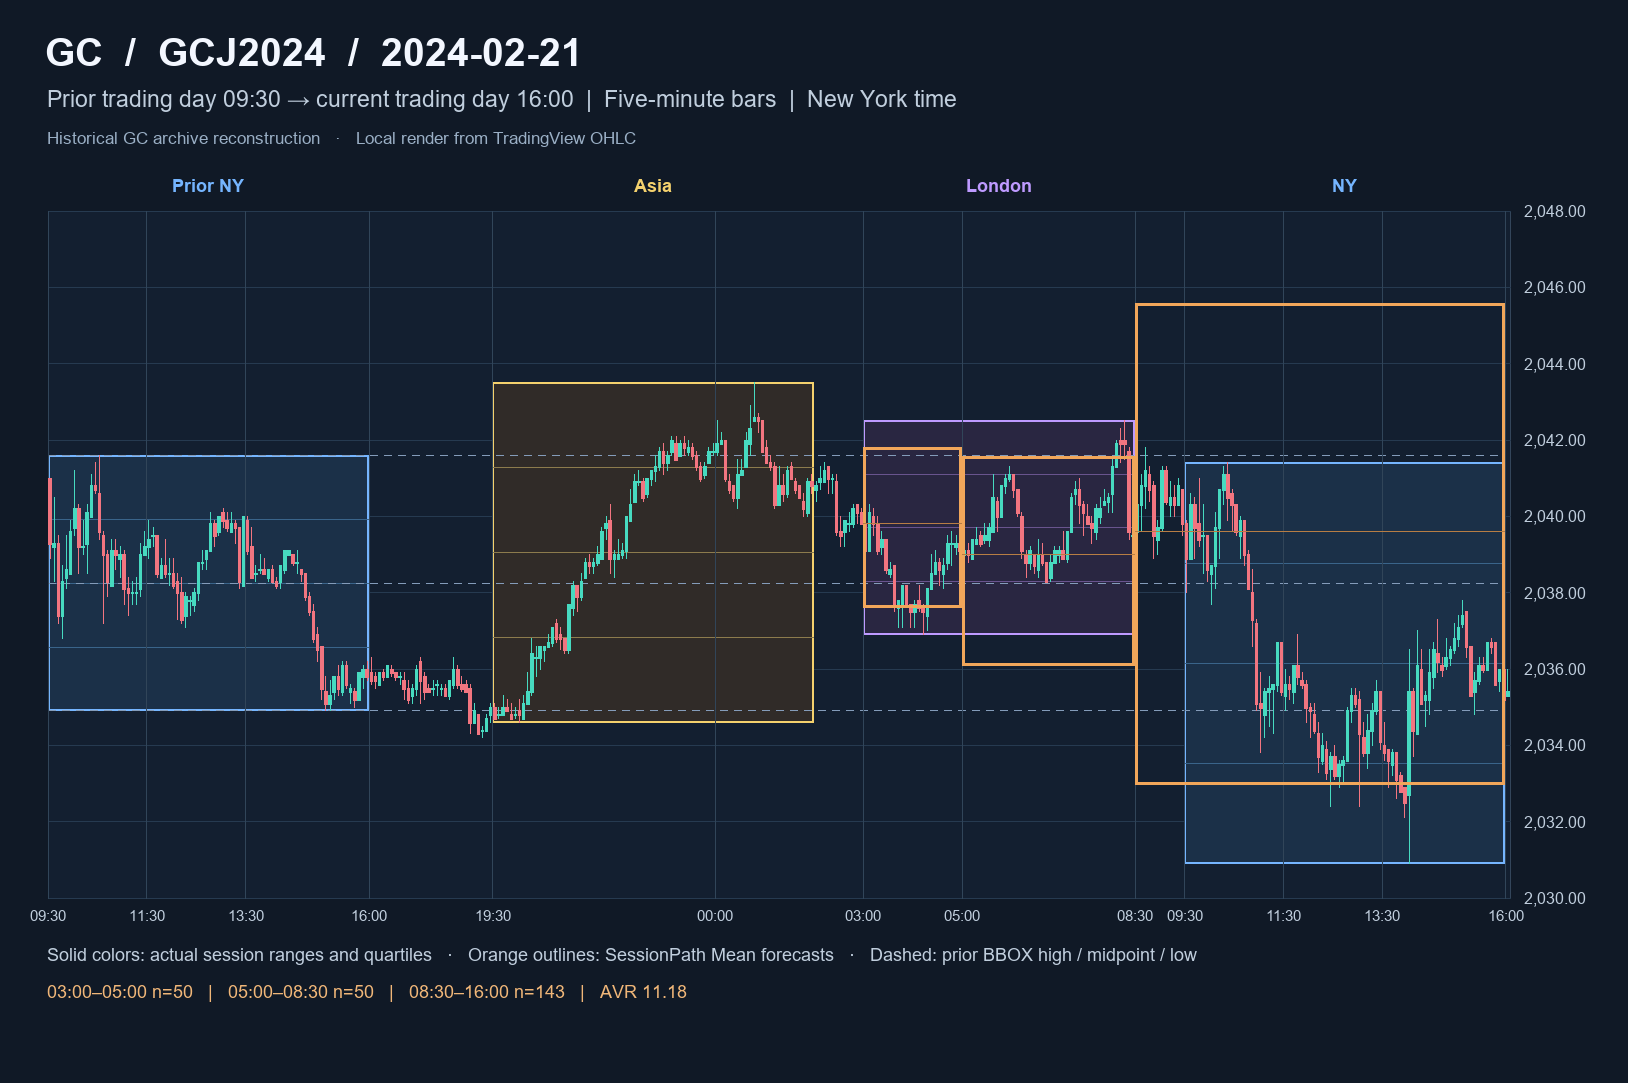 GC / GCJ2024 / 2024-02-21
Prior trading day 09:30 → current trading day 16:00 | Five-minute bars | New York time
Historical GC archive reconstruction · Local render from TradingView OHLC
Prior NY Asia London NY
2,048.00
2,046.00
2,044.00
2,042.00
2,040.00
2,038.00
2,036.00
2,034.00
2,032.00
2,030.00
09:30 11:30 13:30 16:00 19:30 00:00 03:00 05:00 08:30 09:30 11:30 13:30 16:00
Solid colors: actual session ranges and quartiles · Orange outlines: SessionPath Mean forecasts · Dashed: prior BBOX high / midpoint / low
03:00–05:00 n=50 | 05:00–08:30 n=50 | 08:30–16:00 n=143 | AVR 11.18